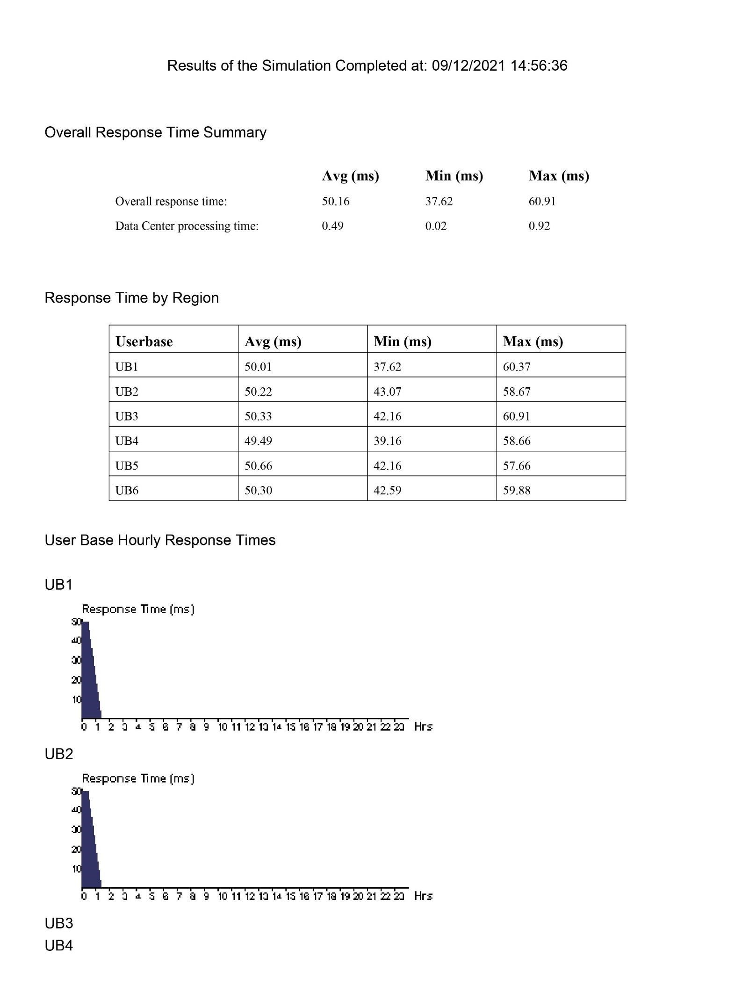 Results of the Simulation Completed at: 09/12/2021 14:56:36
Overall Response Time Summary
Avg (ms) Min (ms) Max (ms)
Overall response time: 50.16 37.62 60.91
Data Center processing time: 0.49 0.02 0.92
Response Time by Region
Userbase Avg (ms) Min (ms) Max (ms)
UB1 50.01 37.62 60.37
UB2 50.22 43.07 58.67
UB3 50.33 42.16 60.91
UB4 49.49 39.16 58.66
UB5 50.66 42.16 57.66
UB6 50.30 42.59 59.88
User Base Hourly Response Times
UB1
Response Time (ms)
50
40
30
20
10
0 1 2 3 4 5 6 7 8 9 10 11 12 13 14 15 16 17 18 19 20 21 22 23 Hrs
UB2
Response Time (ms)
50
40
30
20
10
0 1 2 3 4 5 6 7 8 9 10 11 12 13 14 15 16 17 18 19 20 21 22 23 Hrs
UB3
UB4